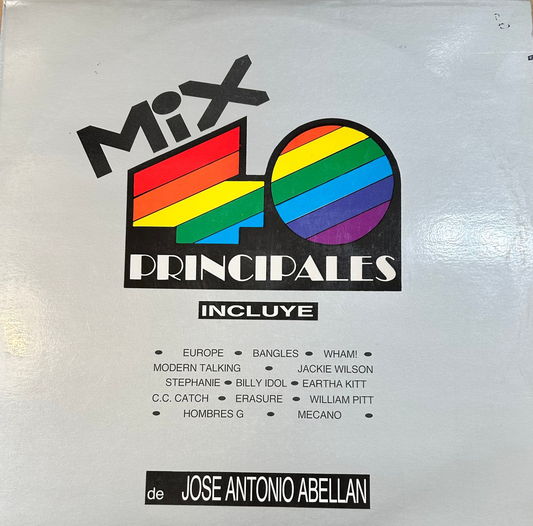 MiX
40
PRINCIPALES
INCLUYE
• EUROPE • BANGLES • WHAM! •
MODERN TALKING • JACKIE WILSON
STEPHANIE • BILLY IDOL • EARTHA KITT
C.C. CATCH • ERASURE • WILLIAM PITT
• HOMBRES G • MECANO •
de JOSE ANTONIO ABELLAN